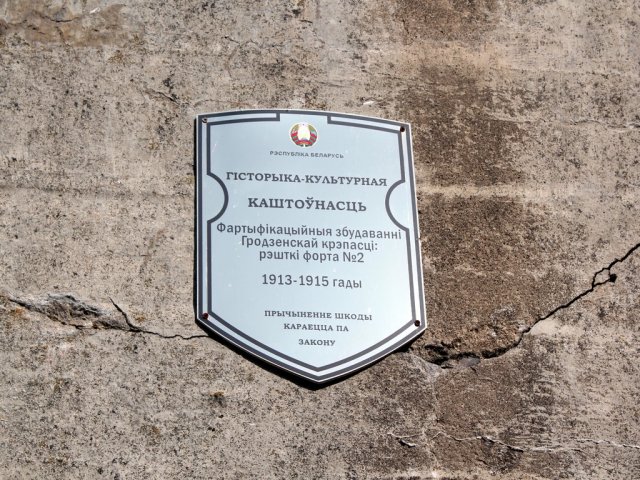 РЭСПУБЛІКА БЕЛАРУСЬ
ГІСТОРЫКА-КУЛЬТУРНАЯ
КАШТОЎНАСЦЬ
Фартыфікацыйныя збудаванні
Гродзенскай крэпасці:
рэшткі форта №2
1913-1915 гады
ПРЫЧЫНЕННЕ ШКОДЫ
КАРАЕЦЦА ПА
ЗАКОНУ